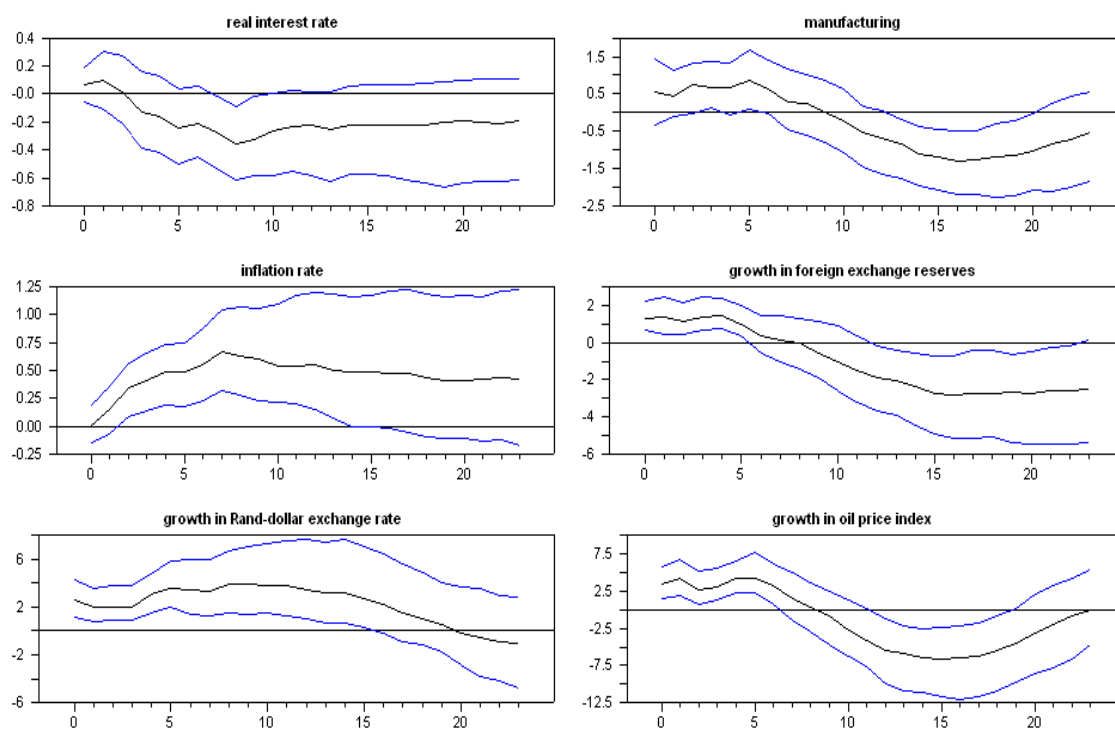 real interest rate
0.4
0.2
-0.0
-0.2
-0.4
-0.6
-0.8
0 5 10 15 20
manufacturing
1.5
0.5
-0.5
-1.5
-2.5
0 5 10 15 20
inflation rate
1.25
1.00
0.75
0.50
0.25
0.00
-0.25
0 5 10 15 20
growth in foreign exchange reserves
2
0
-2
-4
-6
0 5 10 15 20
growth in Rand-dollar exchange rate
6
2
-2
-6
0 5 10 15 20
growth in oil price index
7.5
2.5
-2.5
-7.5
-12.5
0 5 10 15 20